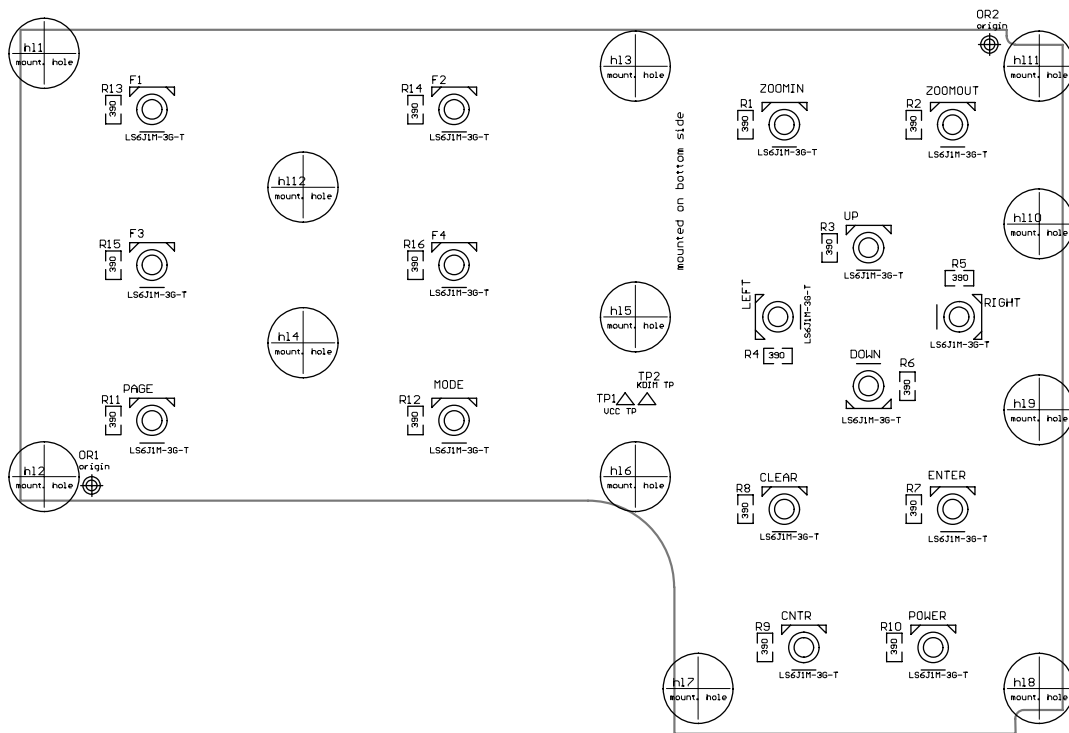 OR2
origin
hl1
mount. hole
hl3
mount. hole
hl11
mount. hole
R13
F1
390
LS6J1M-3G-T
R14
F2
390
LS6J1M-3G-T
R1
ZOOMIN
390
LS6J1M-3G-T
R2
ZOOMOUT
390
LS6J1M-3G-T
mounted on bottom side
hl12
mount. hole
hl10
mount. hole
R15
F3
390
LS6J1M-3G-T
R16
F4
390
LS6J1M-3G-T
R3
UP
390
LS6J1M-3G-T
R5
390
LEFT
LS6J1M-3G-T
R4
390
RIGHT
LS6J1M-3G-T
hl5
mount. hole
hl4
mount. hole
DOWN
R6
390
LS6J1M-3G-T
TP2
KDIM TP
TP1
VCC TP
hl9
mount. hole
R11
PAGE
390
LS6J1M-3G-T
R12
MODE
390
LS6J1M-3G-T
hl2
mount. hole
OR1
origin
hl6
mount. hole
R8
CLEAR
390
LS6J1M-3G-T
R7
ENTER
390
LS6J1M-3G-T
R9
CNTR
390
LS6J1M-3G-T
R10
POWER
390
LS6J1M-3G-T
hl7
mount. hole
hl8
mount. hole